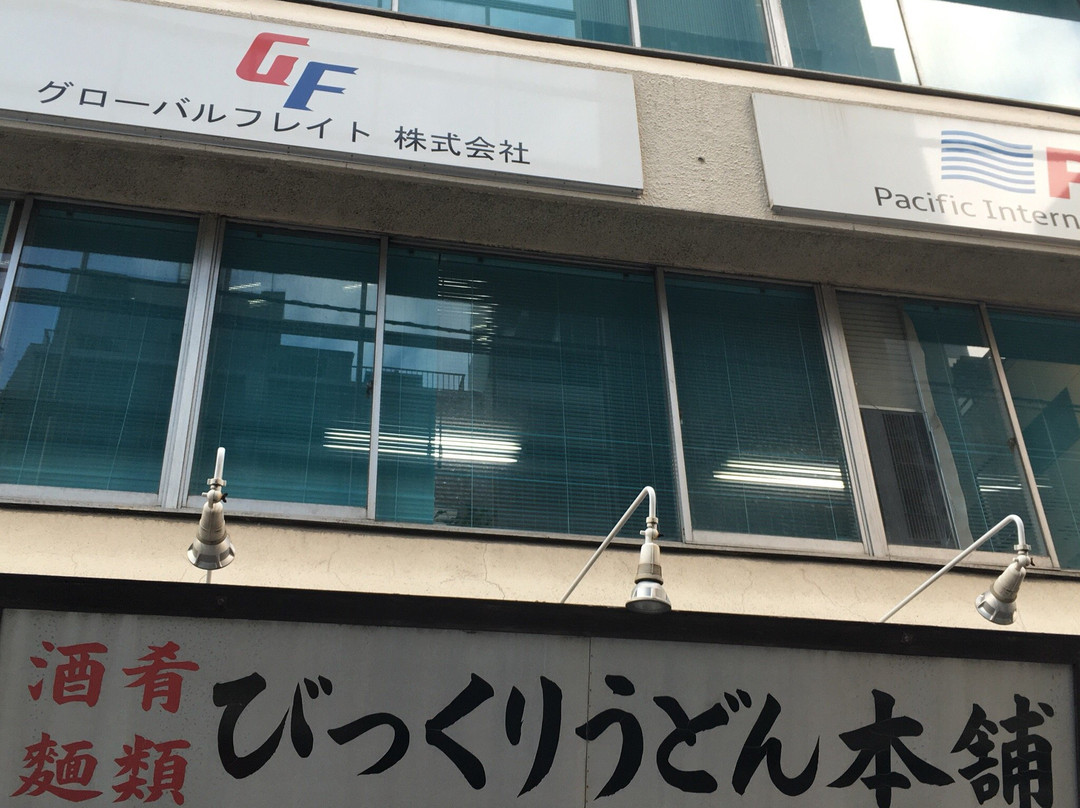 GF
グローバルフレイト 株式会社
Pacific Intern
酒肴
麺類
びっくりうどん本舗